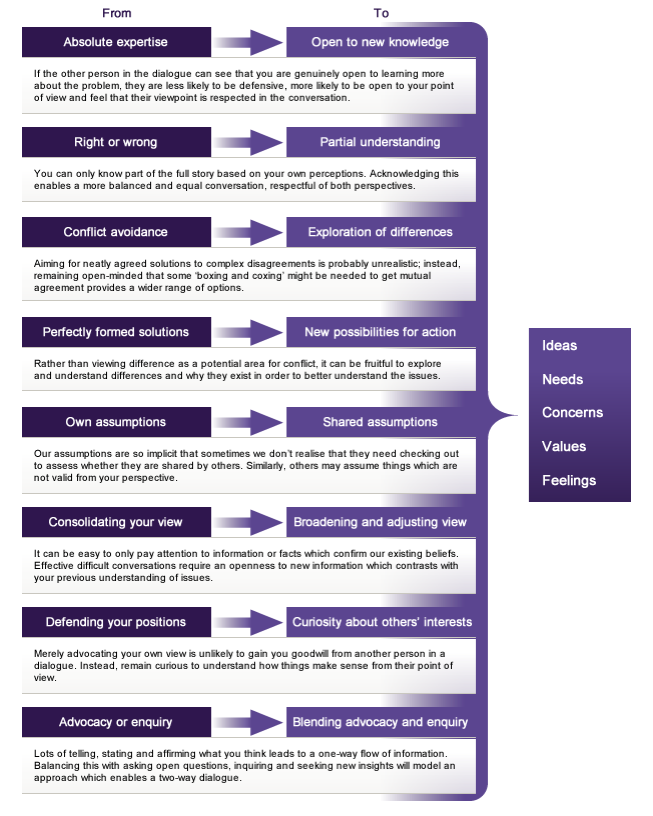 From To
Absolute expertise Open to new knowledge
If the other person in the dialogue can see that you are genuinely open to learning more
about the problem, they are less likely to be defensive, more likely to be open to your point
of view and feel that their viewpoint is respected in the conversation.
Right or wrong Partial understanding
You can only know part of the full story based on your own perceptions. Acknowledging this
enables a more balanced and equal conversation, respectful of both perspectives.
Conflict avoidance Exploration of differences
Aiming for neatly agreed solutions to complex disagreements is probably unrealistic; instead,
remaining open-minded that some ‘boxing and coxing’ might be needed to get mutual
agreement provides a wider range of options.
Perfectly formed solutions New possibilities for action
Rather than viewing difference as a potential area for conflict, it can be fruitful to explore
and understand differences and why they exist in order to better understand the issues.
Own assumptions Shared assumptions
Our assumptions are so implicit that sometimes we don’t realise that they need checking out
to assess whether they are shared by others. Similarly, others may assume things which are
not valid from your perspective.
Consolidating your view Broadening and adjusting view
It can be easy to only pay attention to information or facts which confirm our existing beliefs.
Effective difficult conversations require an openness to new information which contrasts with
your previous understanding of issues.
Defending your positions Curiosity about others’ interests
Merely advocating your own view is unlikely to gain you goodwill from another person in a
dialogue. Instead, remain curious to understand how things make sense from their point of
view.
Advocacy or enquiry Blending advocacy and enquiry
Lots of telling, stating and affirming what you think leads to a one-way flow of information.
Balancing this with asking open questions, inquiring and seeking new insights will model an
approach which enables a two-way dialogue.
Ideas
Needs
Concerns
Values
Feelings